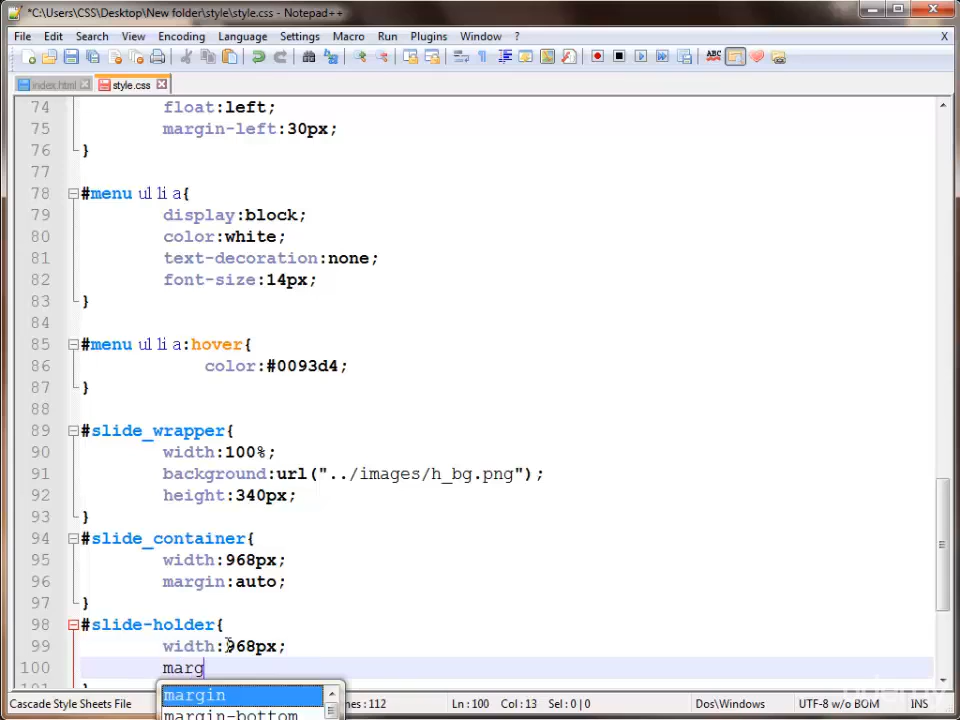 *C:\Users\CSS\Desktop\New folder\style\style.css - Notepad++
File Edit Search View Encoding Language Settings Macro Run Plugins Window ? X
index.html style.css
74 float:left;
75 margin-left:30px;
76 }
77
78 #menu ul li a{
79 display:block;
80 color:white;
81 text-decoration:none;
82 font-size:14px;
83 }
84
85 #menu ul li a:hover{
86 color:#0093d4;
87 }
88
89 #slide_wrapper{
90 width:100%;
91 background:url("../images/h_bg.png");
92 height:340px;
93 }
94 #slide_container{
95 width:968px;
96 margin:auto;
97 }
98 #slide-holder{
99 width:968px;
100 marg
101 }
margin
margin-bottom
Cascade Style Sheets File nes : 112 Ln : 100 Col : 13 Sel : 0 | 0 Dos\Windows UTF-8 w/o BOM INS